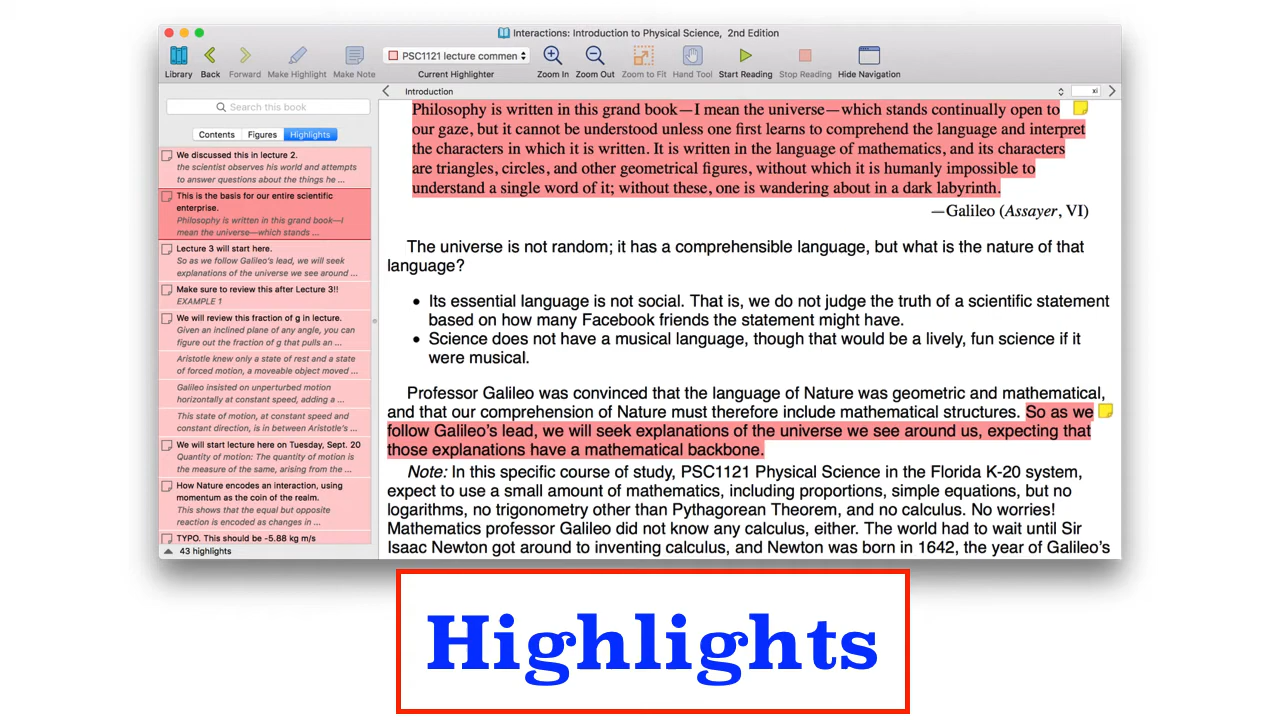 Interactions: Introduction to Physical Science, 2nd Edition
Library Back Forward Make Highlight Make Note PSC1121 lecture commen Current Highlighter Zoom In Zoom Out Zoom to Fit Hand Tool Start Reading Stop Reading Hide Navigation
Introduction xi
Search this book
Contents Figures Highlights
We discussed this in lecture 2.
the scientist observes his world and attempts
to answer questions about the things he ...
This is the basis for our entire scientific
enterprise.
Philosophy is written in this grand book—I
mean the universe—which stands ...
Lecture 3 will start here.
So as we follow Galileo's lead, we will seek
explanations of the universe we see around ...
Make sure to review this after Lecture 3!!
EXAMPLE 1
We will review this fraction of g in lecture.
Given an inclined plane of any angle, you can
figure out the fraction of g that pulls an ...
Aristotle knew only a state of rest and a state
of forced motion, a moveable object moved ...
Galileo insisted on unperturbed motion
horizontally at constant speed, adding a ...
This state of motion, at constant speed and
constant direction, is in between Aristotle's ...
We will start lecture here on Tuesday, Sept. 20
Quantity of motion: The quantity of motion is
the measure of the same, arising from the ...
How Nature encodes an interaction, using
momentum as the coin of the realm.
This shows that the equal but opposite
reaction is encoded as changes in ...
TYPO. This should be -5.88 kg m/s
43 highlights
Philosophy is written in this grand book—I mean the universe—which stands continually open to
our gaze, but it cannot be understood unless one first learns to comprehend the language and interpret
the characters in which it is written. It is written in the language of mathematics, and its characters
are triangles, circles, and other geometrical figures, without which it is humanly impossible to
understand a single word of it; without these, one is wandering about in a dark labyrinth.
—Galileo (Assayer, VI)
The universe is not random; it has a comprehensible language, but what is the nature of that
language?
• Its essential language is not social. That is, we do not judge the truth of a scientific statement
based on how many Facebook friends the statement might have.
• Science does not have a musical language, though that would be a lively, fun science if it
were musical.
Professor Galileo was convinced that the language of Nature was geometric and mathematical,
and that our comprehension of Nature must therefore include mathematical structures. So as we
follow Galileo's lead, we will seek explanations of the universe we see around us, expecting that
those explanations have a mathematical backbone.
Note: In this specific course of study, PSC1121 Physical Science in the Florida K-20 system,
expect to use a small amount of mathematics, including proportions, simple equations, but no
logarithms, no trigonometry other than Pythagorean Theorem, and no calculus. No worries!
Mathematics professor Galileo did not know any calculus, either. The world had to wait until Sir
Isaac Newton got around to inventing calculus, and Newton was born in 1642, the year of Galileo's
Highlights